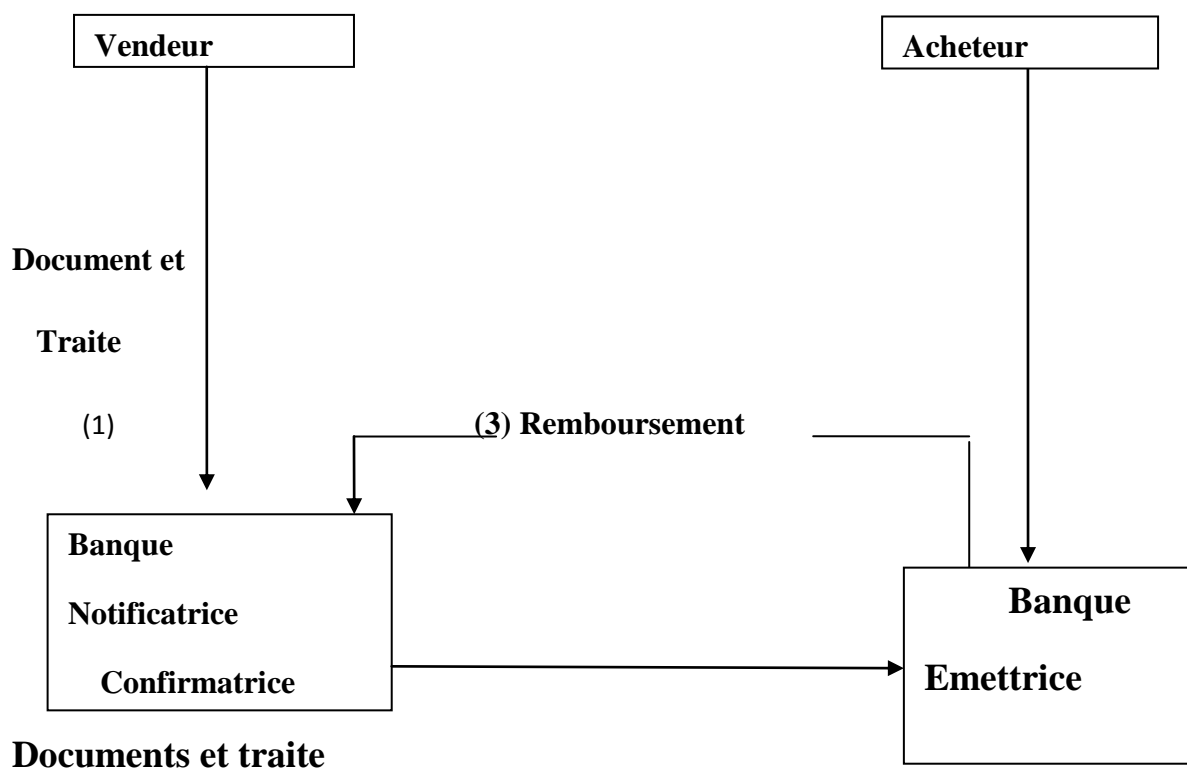 Vendeur
Acheteur
Document et
Traite
(1)
(3) Remboursement
Banque
Notificatrice
Confirmatrice
Banque
Emettrice
Documents et traite